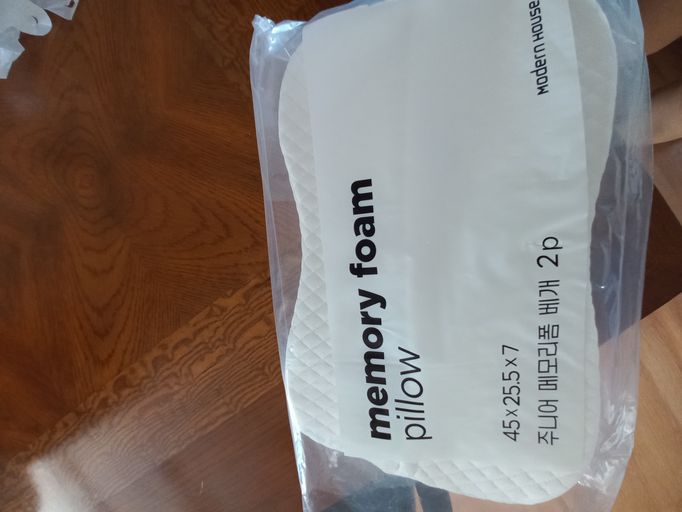 MODERN HOUSE
memory foam
pillow
45 x 25.5 x 7
주니어 메모리폼 베개 2p